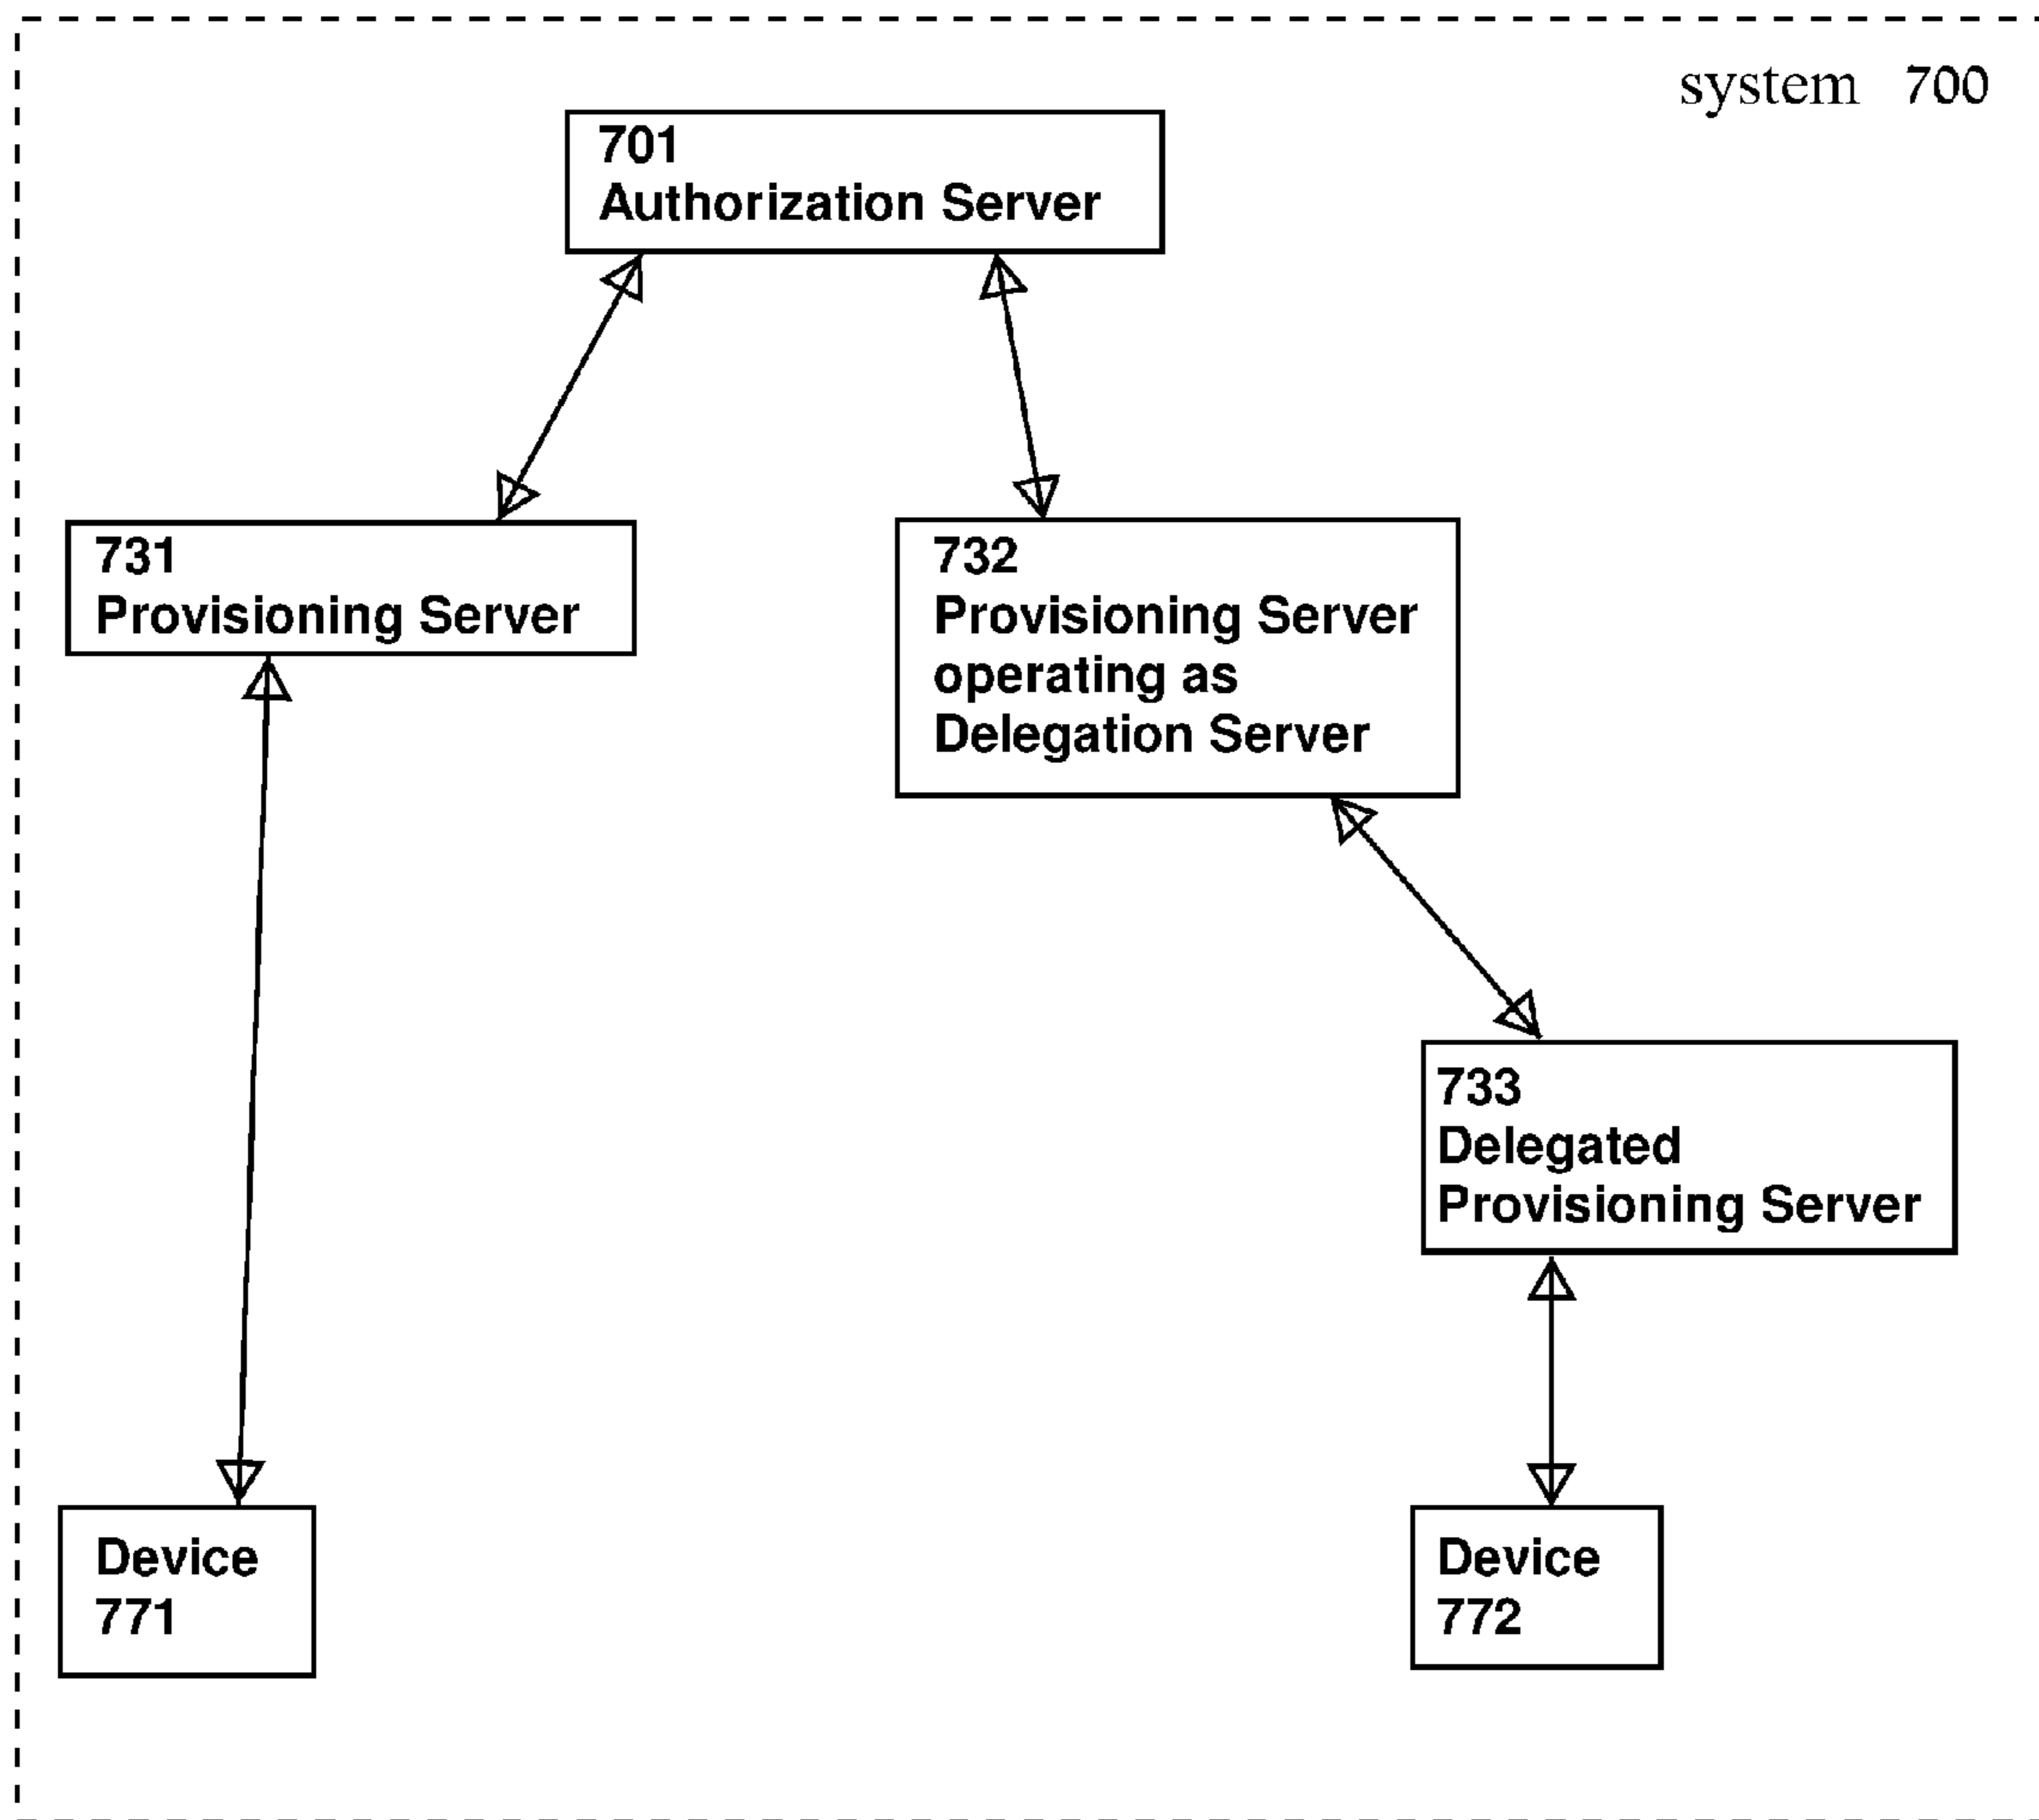 system 700
701
Authorization Server
731
Provisioning Server
732
Provisioning Server
operating as
Delegation Server
733
Delegated
Provisioning Server
Device
771
Device
772